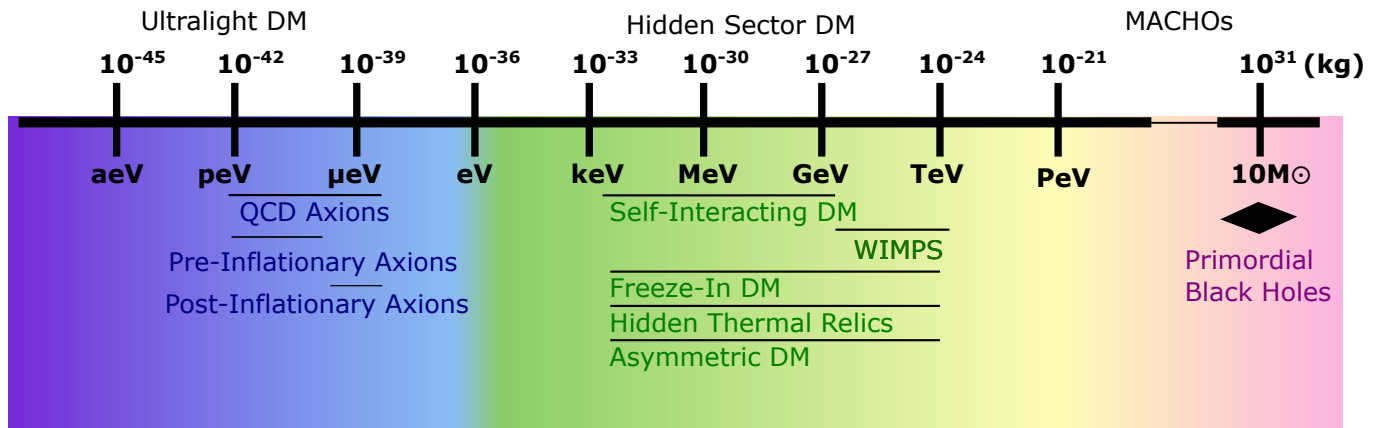 Ultralight DM Hidden Sector DM MACHOs
10⁻⁴⁵ 10⁻⁴² 10⁻³⁹ 10⁻³⁶ 10⁻³³ 10⁻³⁰ 10⁻²⁷ 10⁻²⁴ 10⁻²¹ 10³¹ (kg)
aeV peV μeV eV keV MeV GeV TeV PeV 10M⊙
QCD Axions Self-Interacting DM
WIMPS
Pre-Inflationary Axions Primordial
Freeze-In DM Black Holes
Post-Inflationary Axions
Hidden Thermal Relics
Asymmetric DM